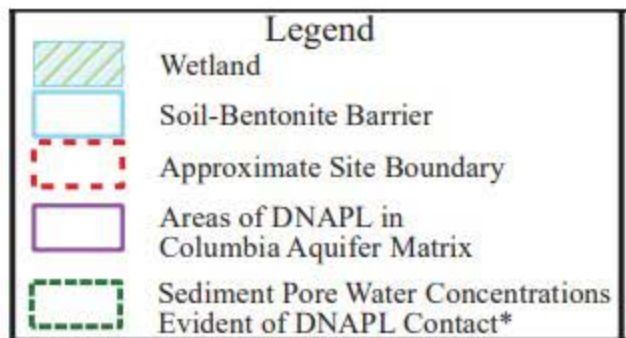 Legend
Wetland
Soil-Bentonite Barrier
Approximate Site Boundary
Areas of DNAPL in
Columbia Aquifer Matrix
Sediment Pore Water Concentrations
Evident of DNAPL Contact*